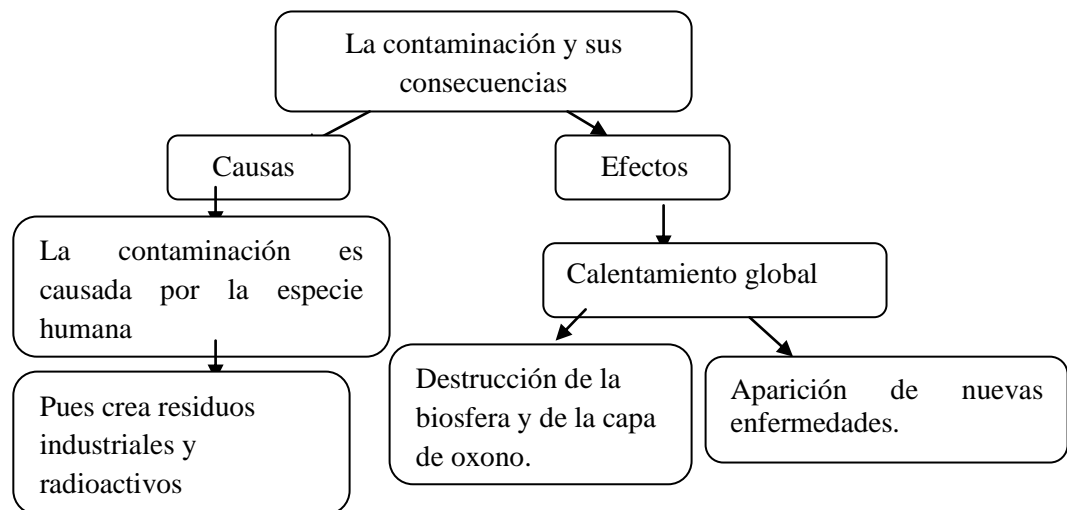 La contaminación y sus
consecuencias
Causas
Efectos
La contaminación es
causada por la especie
humana
Calentamiento global
Pues crea residuos
industriales y
radioactivos
Destrucción de la
biosfera y de la capa
de oxono.
Aparición de nuevas
enfermedades.